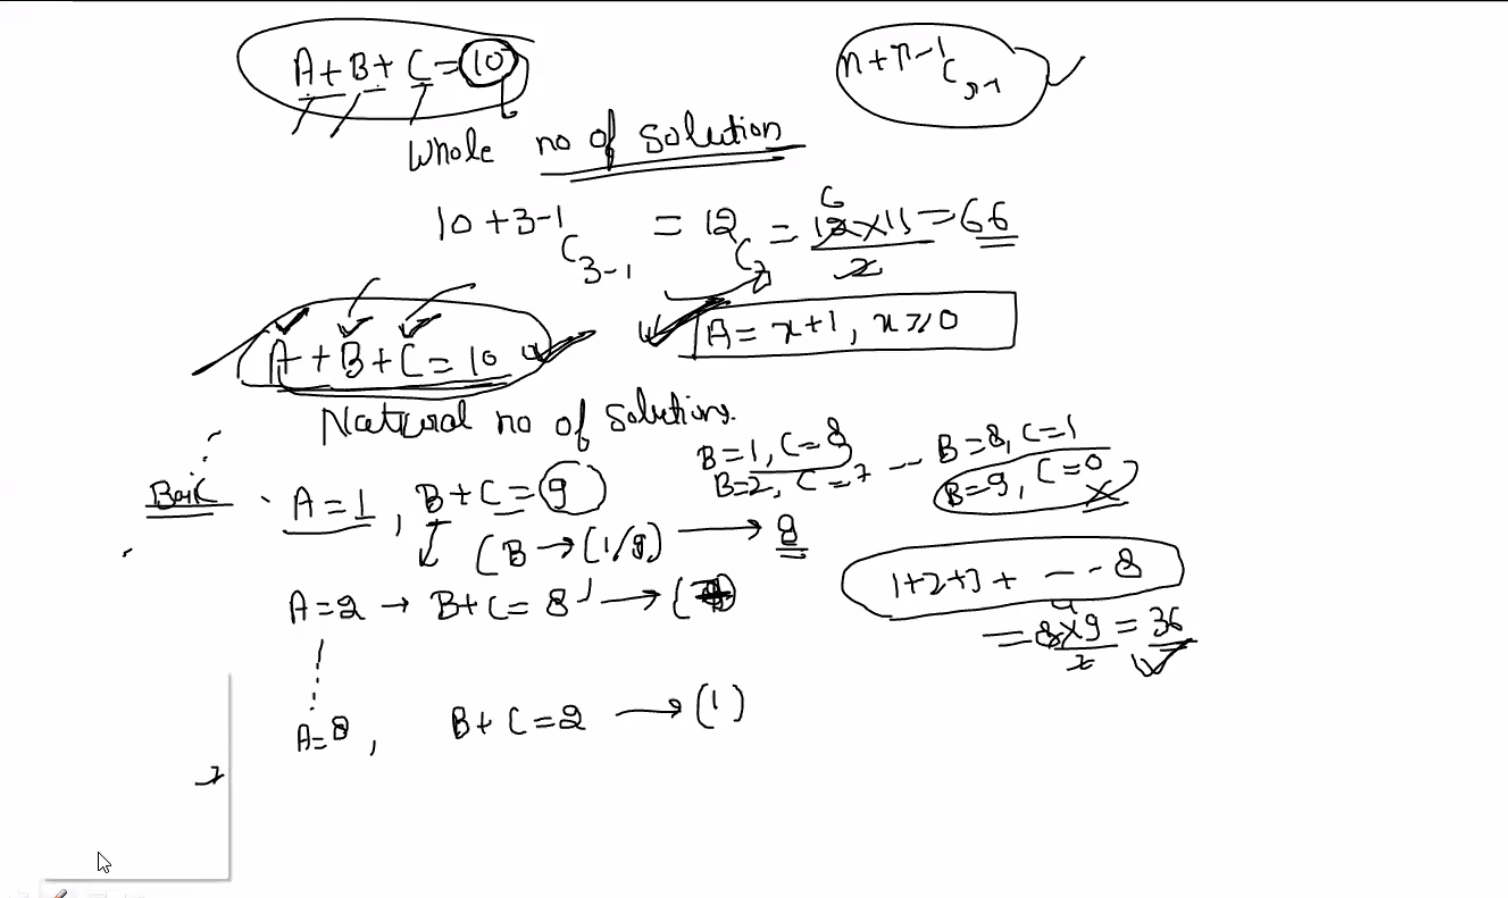 A+B+C=10
n+r-1 C r-1
Whole no of solution
10+3-1 C 3-1 = 12 C 2 = 12×11 / 2 = 66
6
A+B+C=10
A=x+1, x≥0
Natural no of solutions.
B=1, C=8 --- B=8, C=1
B=2, C=7 B=9, C=0 ×
A=1, B+C=9
(B→(1/8) → 8
1+2+3+ --- 8
A=2 → B+C=8 → (
= 8×9 / 2 = 36
4
A=8, B+C=2 → (1)